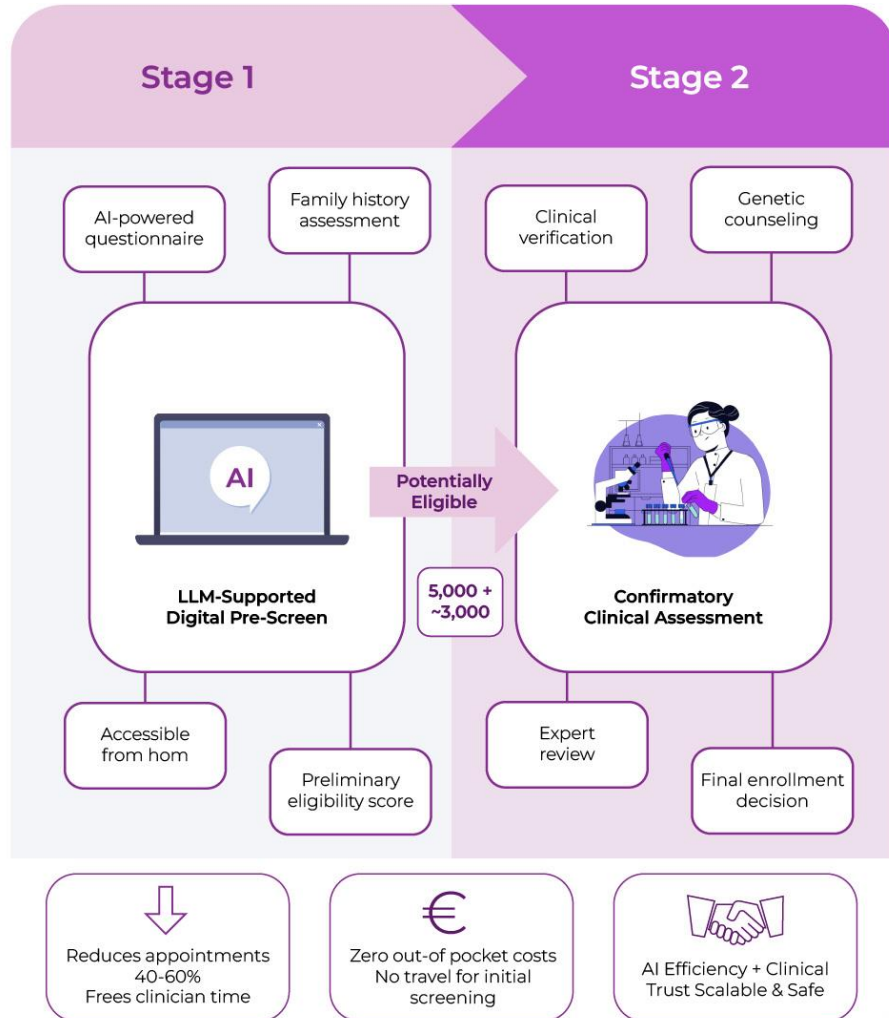 Stage 1
Stage 2
AI-powered
questionnaire
Family history
assessment
Clinical
verification
Genetic
counseling
AI
Potentially
Eligible
LLM-Supported
Digital Pre-Screen
5,000 +
~3,000
Confirmatory
Clinical Assessment
Accessible
from hom
Preliminary
eligibility score
Expert
review
Final enrollment
decision
Reduces appointments
40-60%
Frees clinician time
€
Zero out-of pocket costs
No travel for initial
screening
AI Efficiency + Clinical
Trust Scalable & Safe